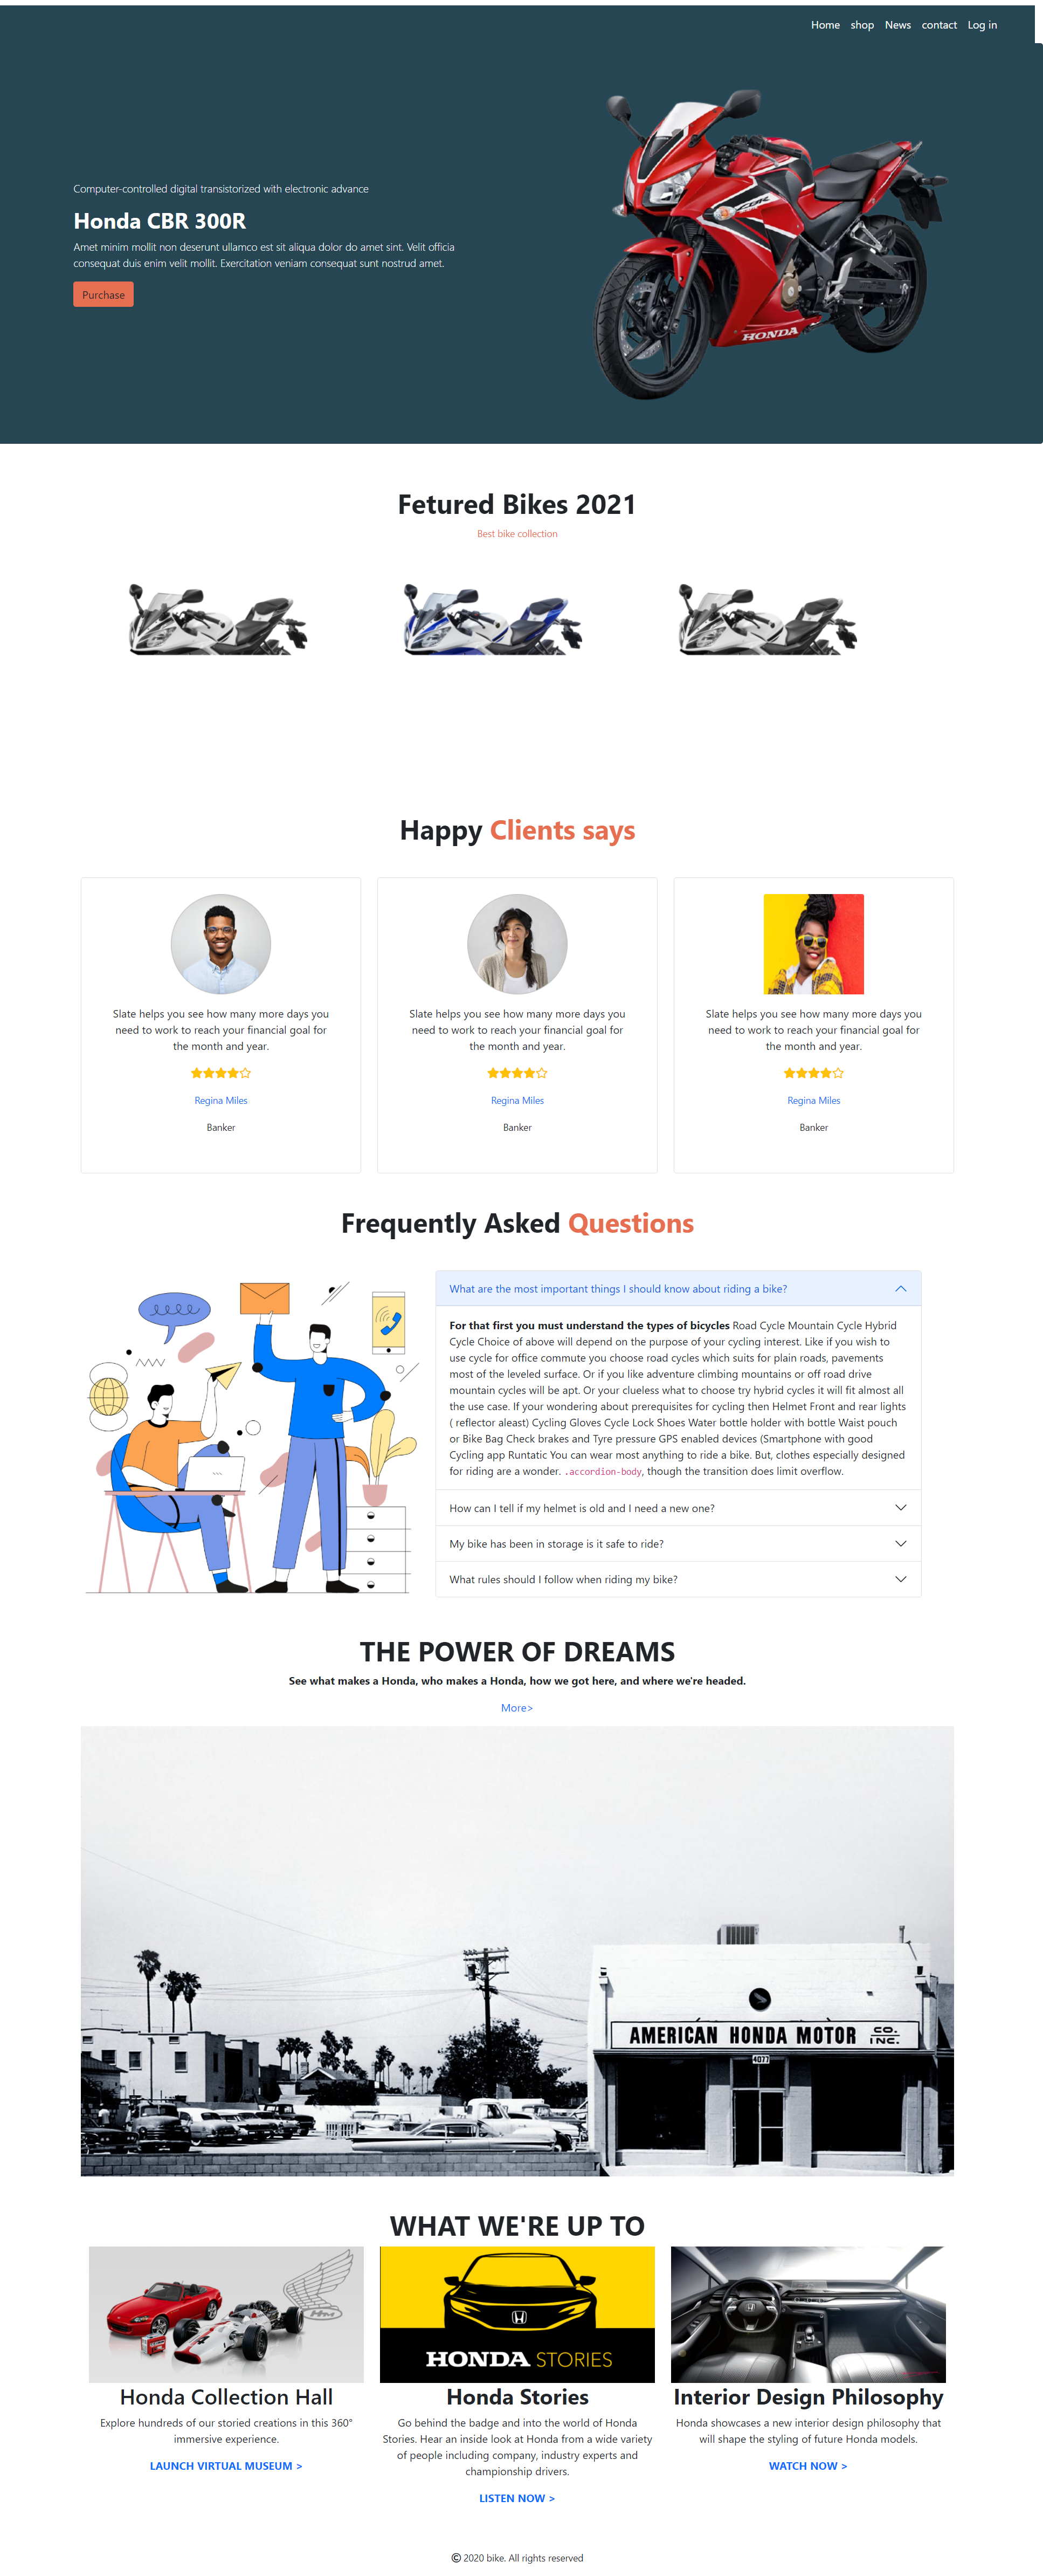 Home shop News contact Log in
Computer-controlled digital transistorized with electronic advance
Honda CBR 300R
Amet minim mollit non deserunt ullamco est sit aliqua dolor do amet sint. Velit officia
consequat duis enim velit mollit. Exercitation veniam consequat sunt nostrud amet.
Purchase
CBR
HONDA
Fetured Bikes 2021
Best bike collection
Happy Clients says
Slate helps you see how many more days you
need to work to reach your financial goal for
the month and year.
Regina Miles
Banker
Slate helps you see how many more days you
need to work to reach your financial goal for
the month and year.
Regina Miles
Banker
Slate helps you see how many more days you
need to work to reach your financial goal for
the month and year.
Regina Miles
Banker
Frequently Asked Questions
What are the most important things I should know about riding a bike?
For that first you must understand the types of bicycles Road Cycle Mountain Cycle Hybrid
Cycle Choice of above will depend on the purpose of your cycling interest. Like if you wish to
use cycle for office commute you choose road cycles which suits for plain roads, pavements
most of the leveled surface. Or if you like adventure climbing mountains or off road drive
mountain cycles will be apt. Or your clueless what to choose try hybrid cycles it will fit almost all
the use case. If your wondering about prerequisites for cycling then Helmet Front and rear lights
( reflector aleast) Cycling Gloves Cycle Lock Shoes Water bottle holder with bottle Waist pouch
or Bike Bag Check brakes and Tyre pressure GPS enabled devices (Smartphone with good
Cycling app Runtatic You can wear most anything to ride a bike. But, clothes especially designed
for riding are a wonder. .accordion-body, though the transition does limit overflow.
How can I tell if my helmet is old and I need a new one?
My bike has been in storage is it safe to ride?
What rules should I follow when riding my bike?
THE POWER OF DREAMS
See what makes a Honda, who makes a Honda, how we got here, and where we're headed.
More>
AMERICAN HONDA MOTOR CO. INC.
4077
WHAT WE'RE UP TO
HONDA STORIES
Honda Collection Hall
Explore hundreds of our storied creations in this 360°
immersive experience.
LAUNCH VIRTUAL MUSEUM >
Honda Stories
Go behind the badge and into the world of Honda
Stories. Hear an inside look at Honda from a wide variety
of people including company, industry experts and
championship drivers.
LISTEN NOW >
Interior Design Philosophy
Honda showcases a new interior design philosophy that
will shape the styling of future Honda models.
WATCH NOW >
© 2020 bike. All rights reserved